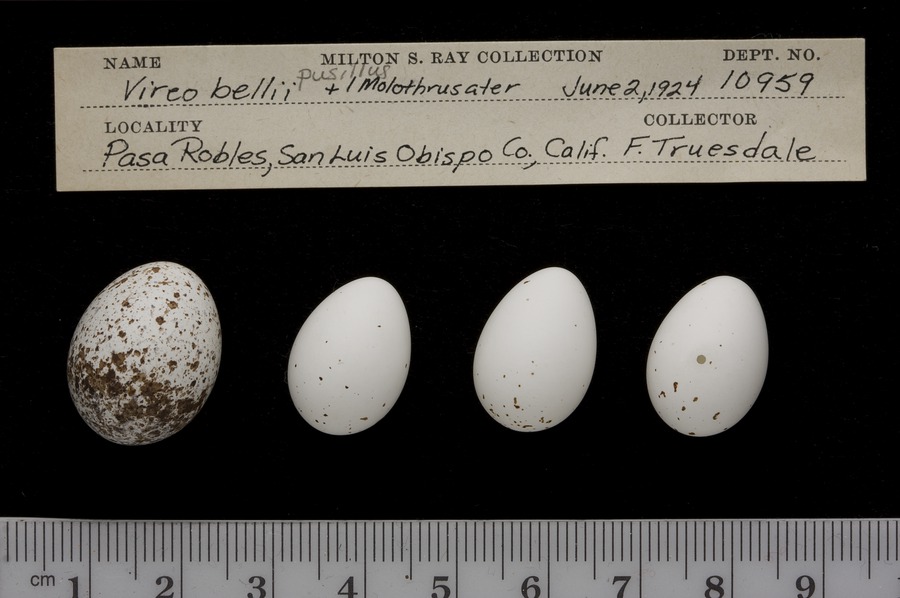 NAME MILTON S. RAY COLLECTION DEPT. NO.
pusillus
Vireo bellii + 1 Molothrus ater June 2, 1924 10959
LOCALITY COLLECTOR
Pasa Robles, San Luis Obispo Co., Calif. F. Truesdale
cm 1 2 3 4 5 6 7 8 9